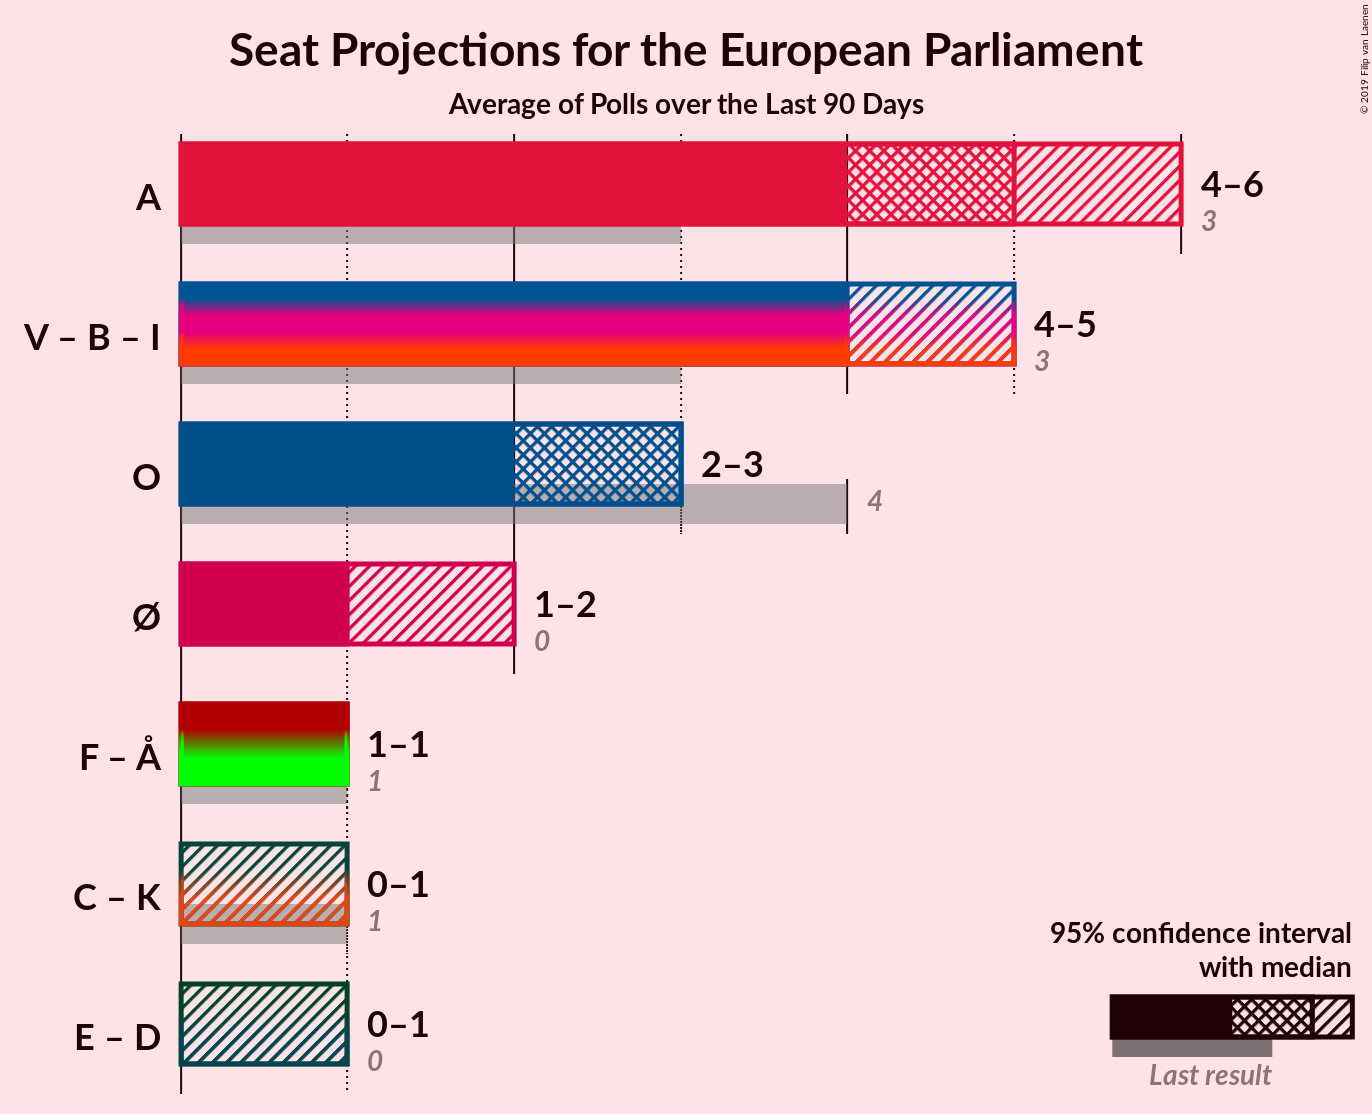 Seat Projections for the European Parliament
Average of Polls over the Last 90 Days
© 2019 Filip van Laenen
A
4–6
3
V – B – I
4–5
3
O
2–3
4
Ø
1–2
0
F – Å
1–1
1
C – K
0–1
1
E – D
0–1
0
95% confidence interval
with median
Last result